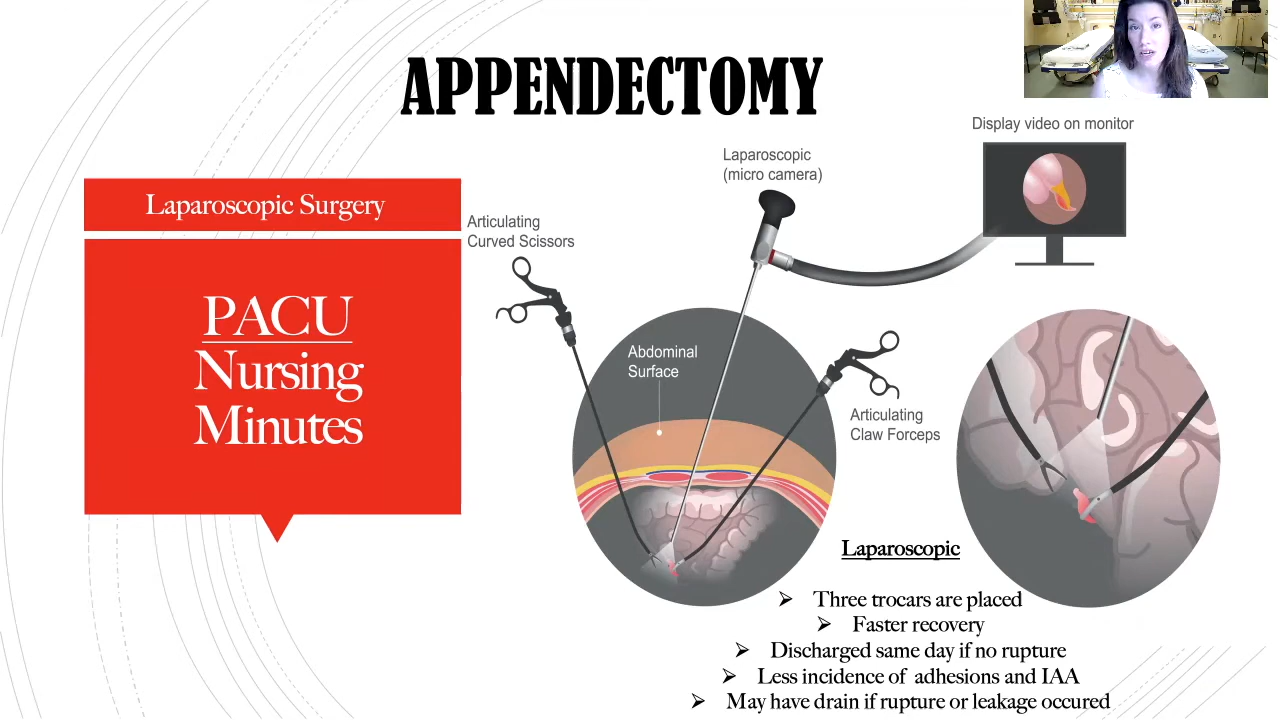 APPENDECTOMY
Laparoscopic Surgery
PACU
Nursing
Minutes
Articulating
Curved Scissors
Laparoscopic
(micro camera)
Display video on monitor
Abdominal
Surface
Articulating
Claw Forceps
Laparoscopic
Three trocars are placed
Faster recovery
Discharged same day if no rupture
Less incidence of adhesions and IAA
May have drain if rupture or leakage occured